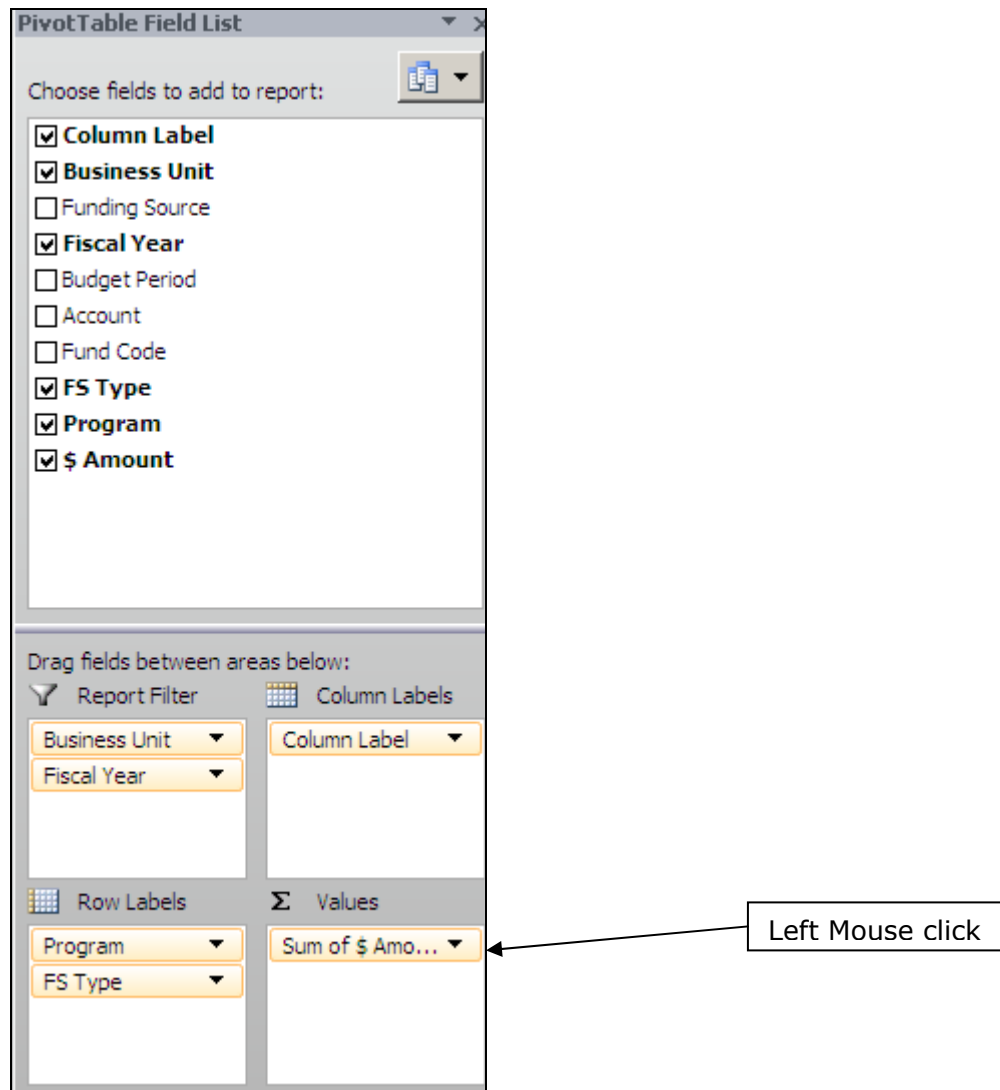 PivotTable Field List
Choose fields to add to report:
Column Label
Business Unit
Funding Source
Fiscal Year
Budget Period
Account
Fund Code
FS Type
Program
$ Amount
Drag fields between areas below:
Report Filter
Column Labels
Business Unit
Column Label
Fiscal Year
Row Labels
Σ Values
Program
Sum of $ Amo...
Left Mouse click
FS Type